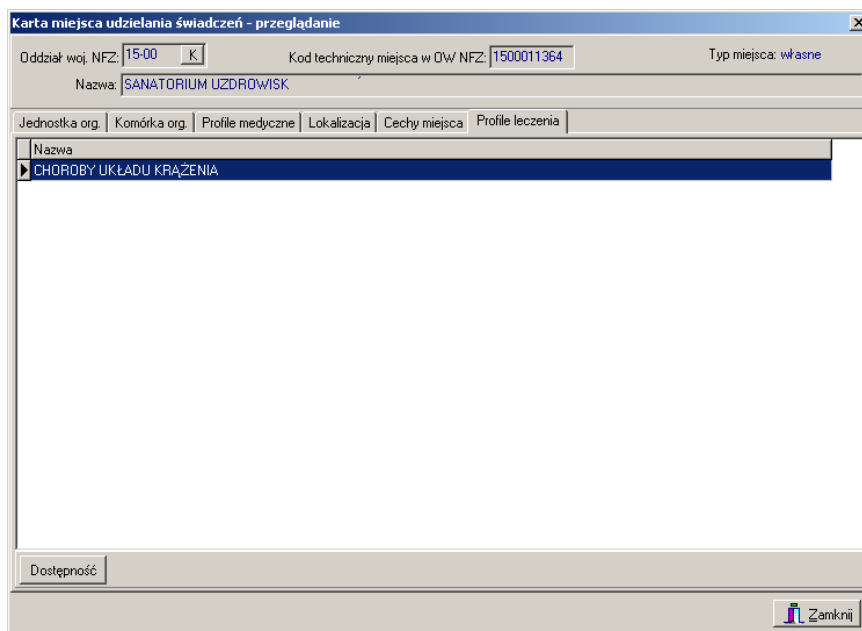 Karta miejsca udzielania świadczeń - przeglądanie
Oddział woj. NFZ: 15-00 K Kod techniczny miejsca w OW NFZ: 1500011364 Typ miejsca: własne
Nazwa: SANATORIUM UZDROWISK
Jednostka org. Komórka org. Profile medyczne Lokalizacja Cechy miejsca Profile leczenia
Nazwa
CHOROBY UKŁADU KRĄŻENIA
Dostępność
Zamknij